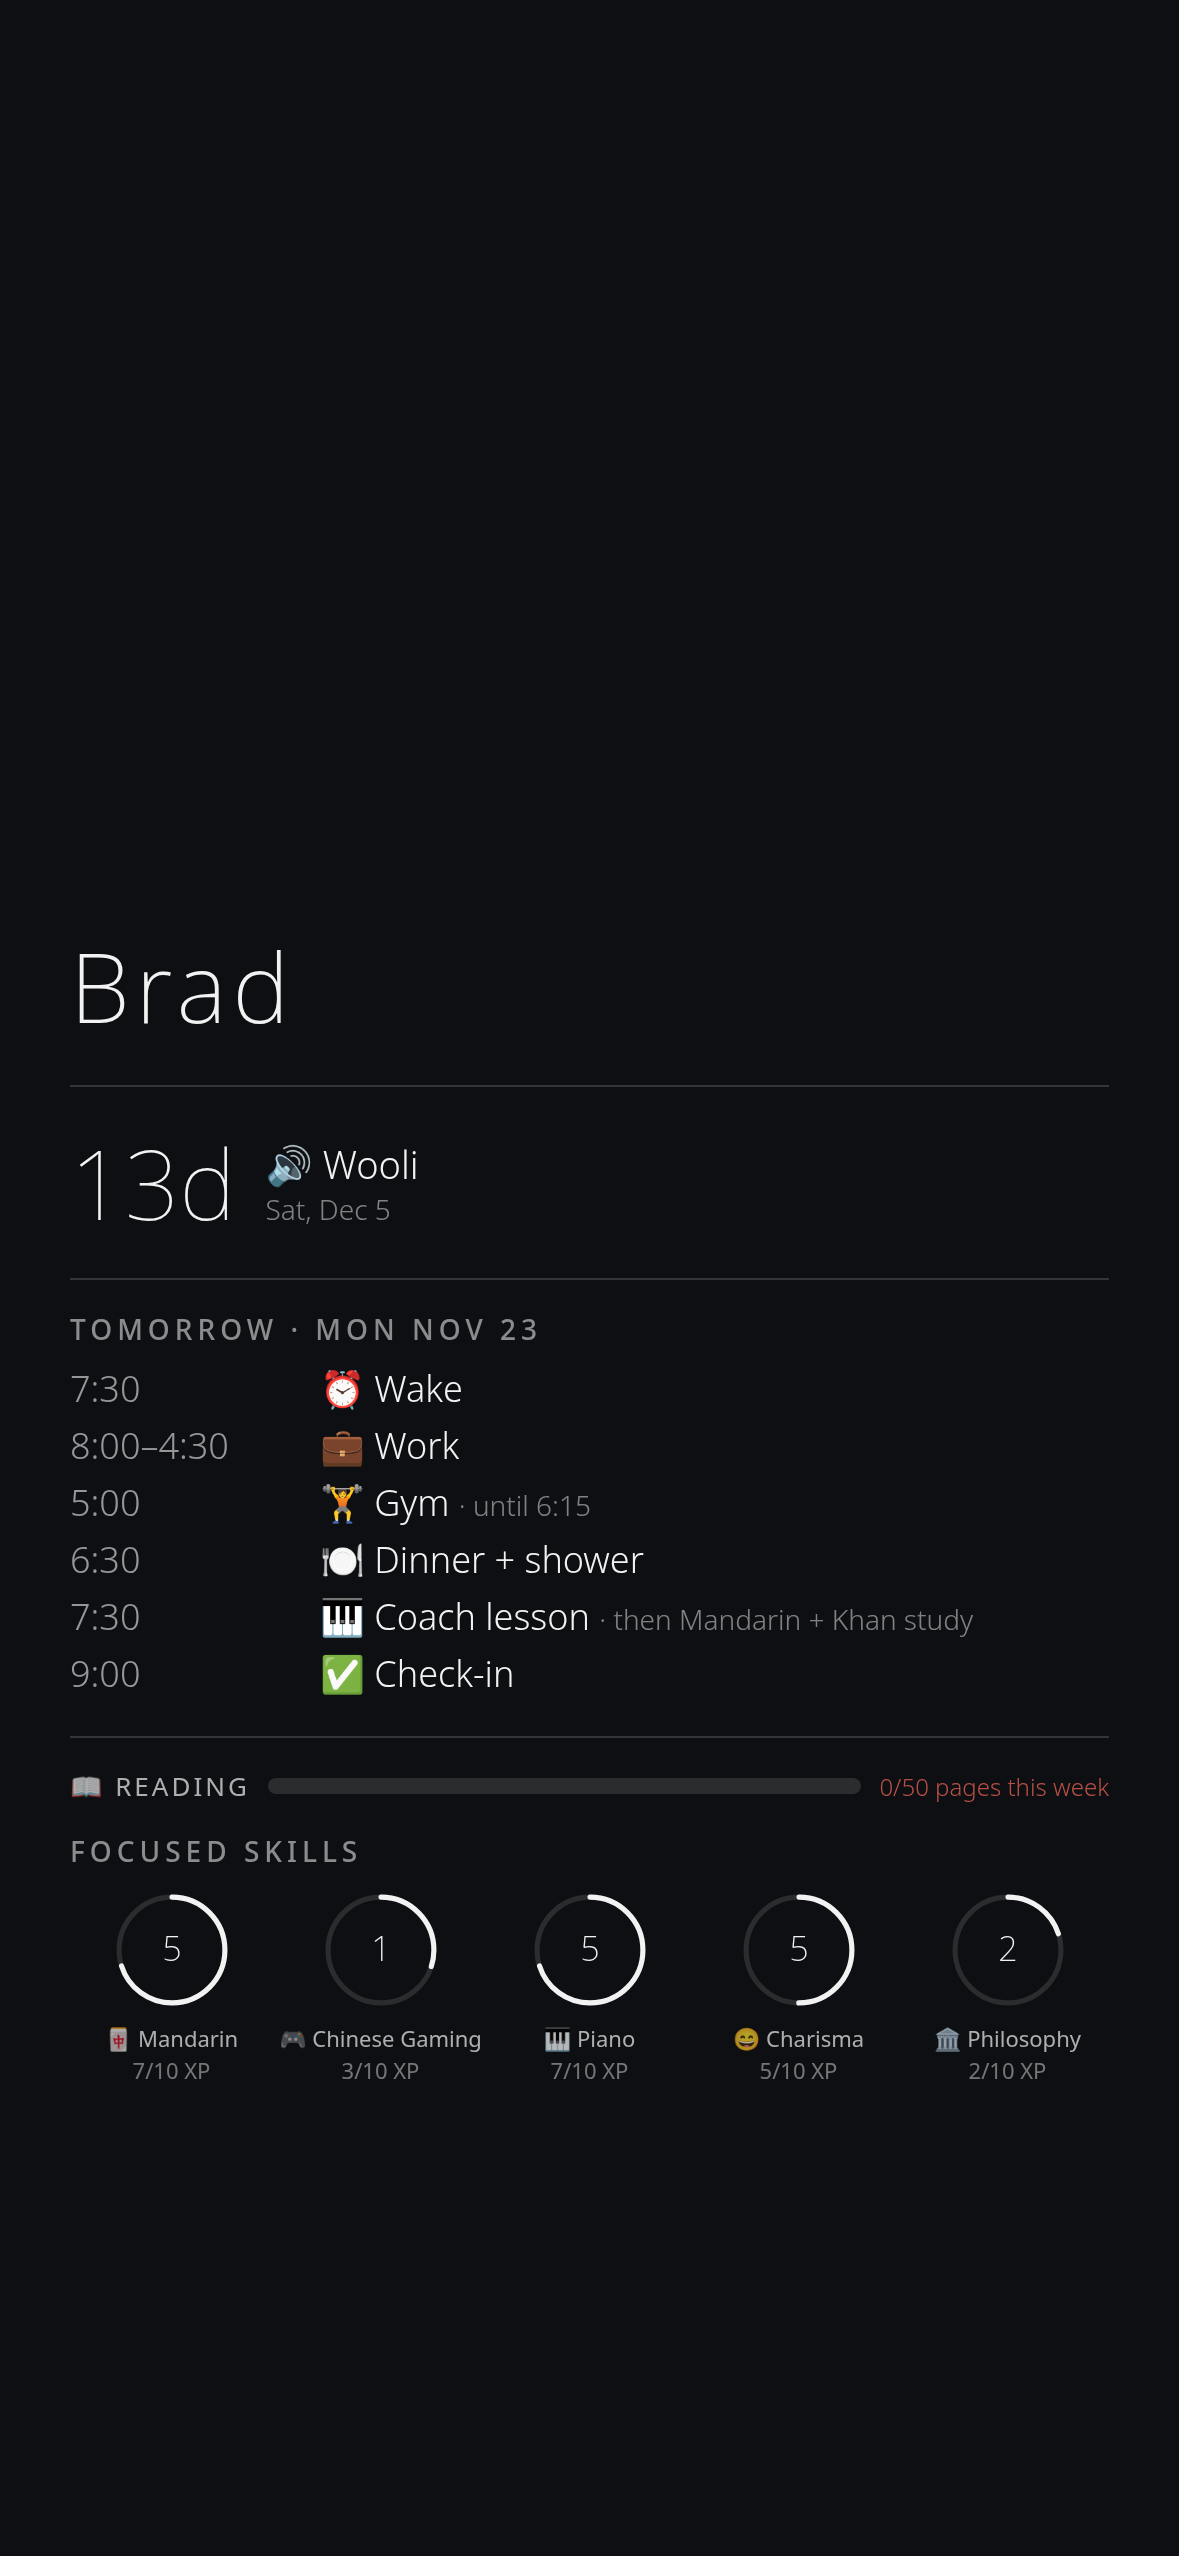 Brad
13d
🔊 Wooli
Sat, Dec 5
TOMORROW · MON NOV 23
7:30 ⏰ Wake
8:00–4:30 💼 Work
5:00 🏋️ Gym · until 6:15
6:30 🍽️ Dinner + shower
7:30 🎹 Coach lesson · then Mandarin + Khan study
9:00 ✅ Check-in
📖 READING 0/50 pages this week
FOCUSED SKILLS
5 1 5 5 2
🀄 Mandarin 🎮 Chinese Gaming 🎹 Piano 😄 Charisma 🏛️ Philosophy
7/10 XP 3/10 XP 7/10 XP 5/10 XP 2/10 XP